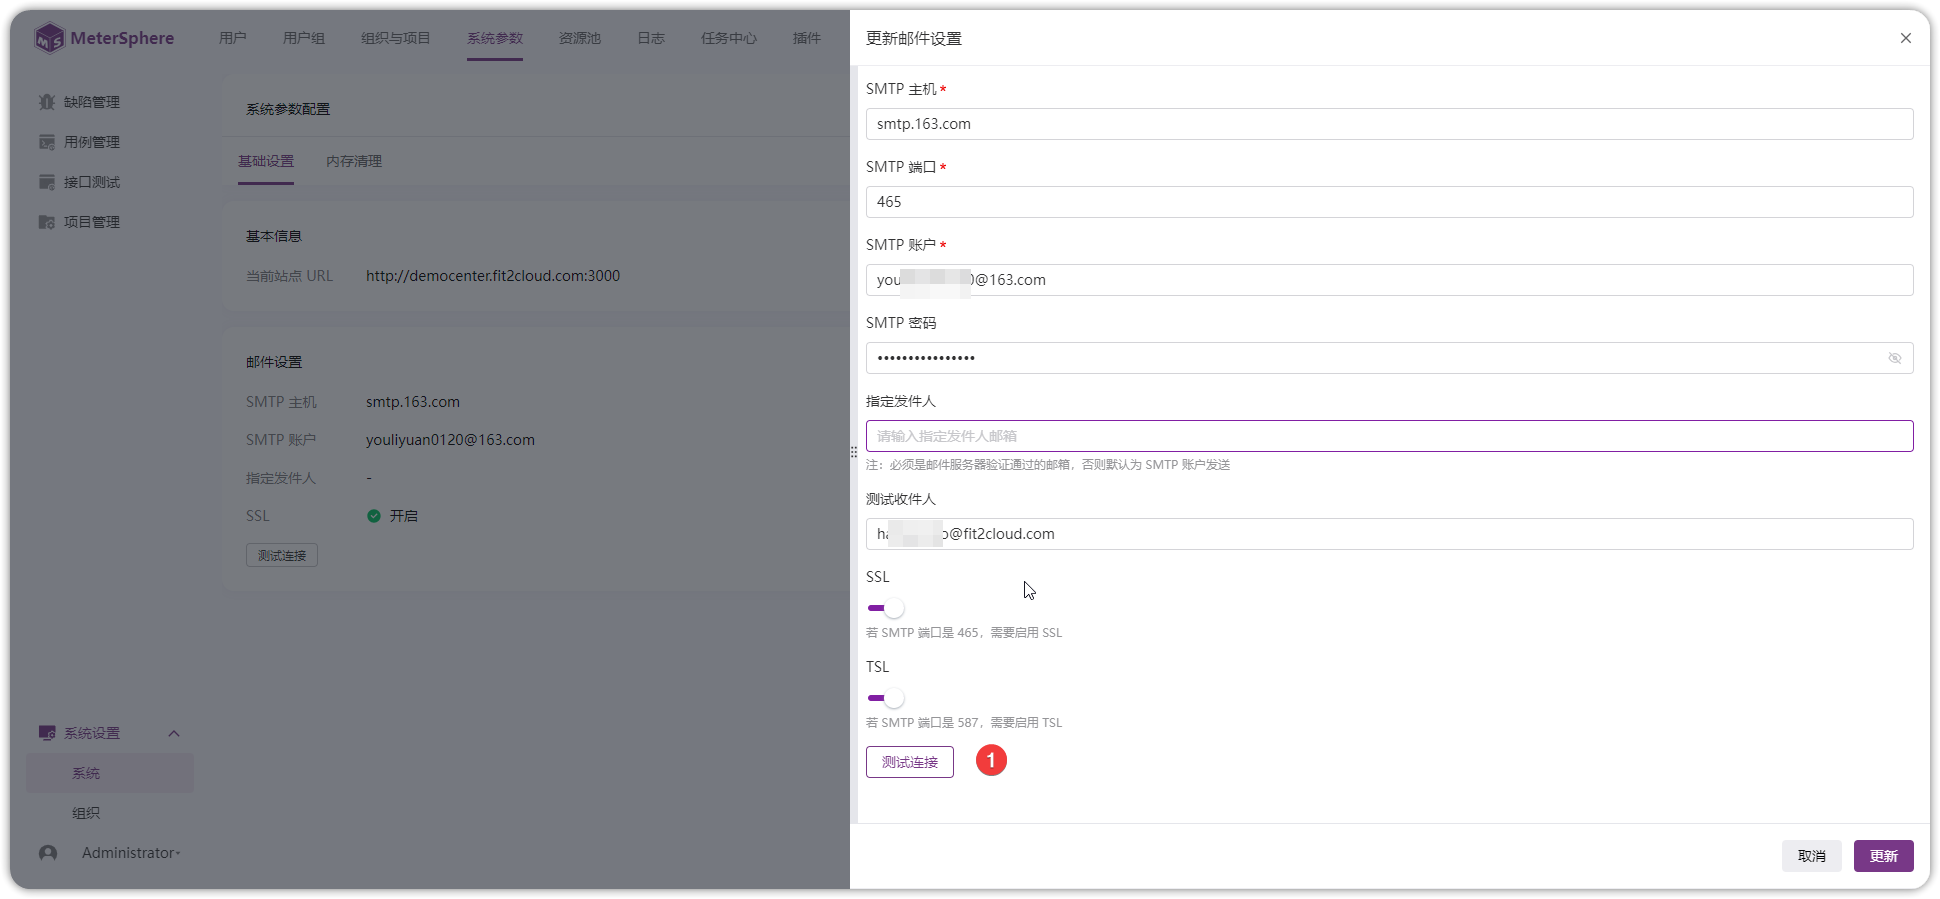 MeterSphere
用户
用户组
组织与项目
系统参数
资源池
日志
任务中心
插件
缺陷管理
用例管理
接口测试
项目管理
系统参数配置
基础设置
内存清理
基本信息
当前站点 URL
http://democenter.fit2cloud.com:3000
邮件设置
SMTP 主机
smtp.163.com
SMTP 账户
youliyuan0120@163.com
指定发件人
-
SSL
开启
测试连接
系统设置
系统
组织
Administrator
更新邮件设置
SMTP 主机*
smtp.163.com
SMTP 端口*
465
SMTP 账户*
you 0@163.com
SMTP 密码
••••••••••••••••
指定发件人
请输入指定发件人邮箱
注：必须是邮件服务器验证通过的邮箱，否则默认为 SMTP 账户发送
测试收件人
ha o@fit2cloud.com
SSL
若 SMTP 端口是 465，需要启用 SSL
TSL
若 SMTP 端口是 587，需要启用 TSL
测试连接
1
取消
更新